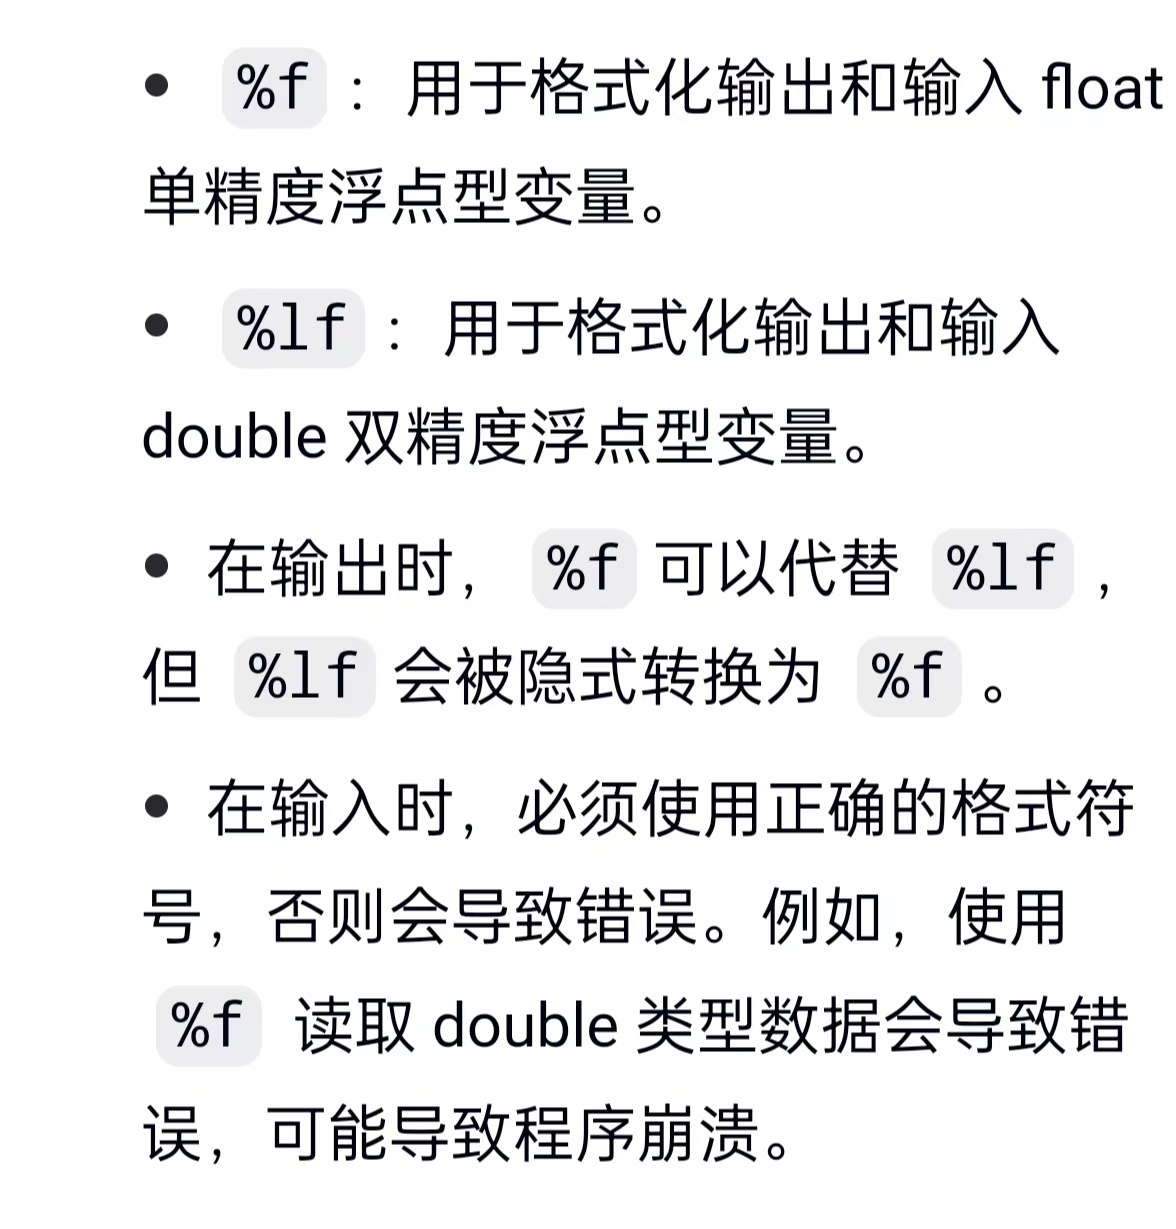 • %f ：用于格式化输出和输入 float
单精度浮点型变量。
• %lf ：用于格式化输出和输入
double 双精度浮点型变量。
• 在输出时， %f 可以代替 %lf ，
但 %lf 会被隐式转换为 %f 。
• 在输入时，必须使用正确的格式符
号，否则会导致错误。例如，使用
%f 读取 double 类型数据会导致错
误，可能导致程序崩溃。